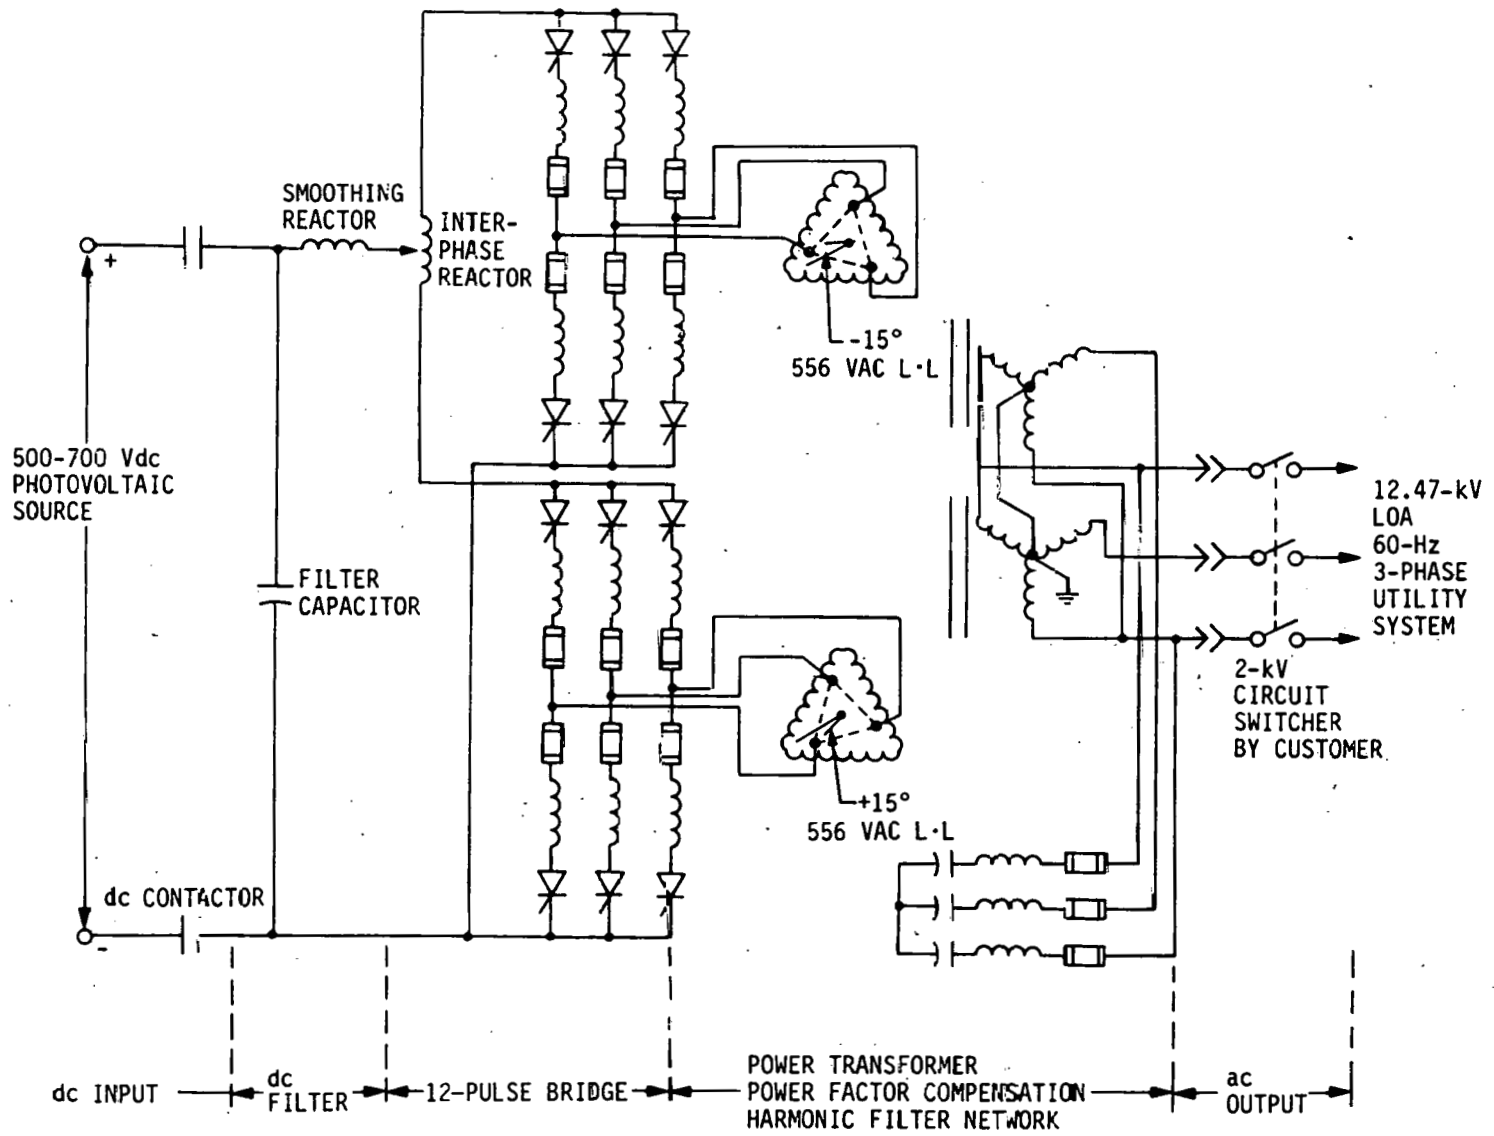 SMOOTHING
REACTOR
INTER-
PHASE
REACTOR
+
-15°
556 VAC L·L
500-700 Vdc
PHOTOVOLTAIC
SOURCE
FILTER
CAPACITOR
12.47-kV
LOA
60-Hz
3-PHASE
UTILITY
SYSTEM
2-kV
CIRCUIT
SWITCHER
BY CUSTOMER
+15°
556 VAC L·L
dc CONTACTOR
-
dc INPUT
dc
FILTER
12-PULSE BRIDGE
POWER TRANSFORMER
POWER FACTOR COMPENSATION
HARMONIC FILTER NETWORK
ac
OUTPUT